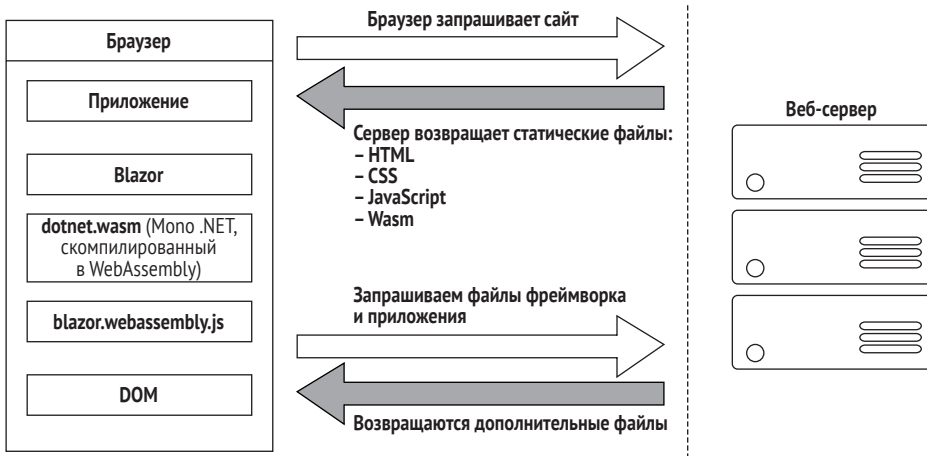 Браузер
Приложение
Blazor
dotnet.wasm (Mono .NET,
скомпилированный
в WebAssembly)
blazor.webassembly.js
DOM
Браузер запрашивает сайт
Сервер возвращает статические файлы:
– HTML
– CSS
– JavaScript
– Wasm
Запрашиваем файлы фреймворка
и приложения
Возвращаются дополнительные файлы
Веб-сервер